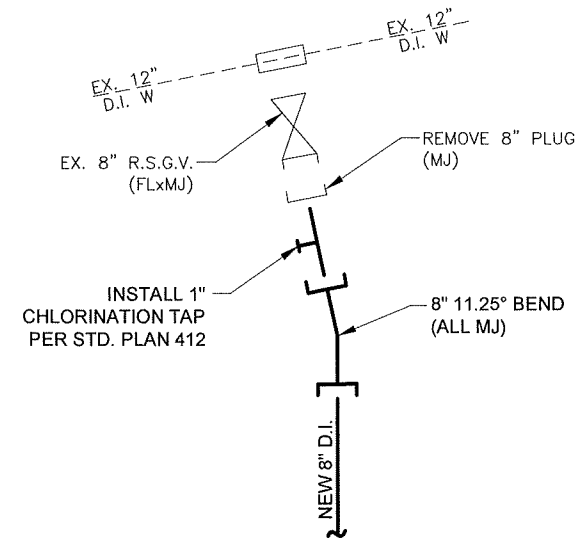 EX. 12"
D.I. W
EX. 12"
D.I. W
EX. 8" R.S.G.V.
(FLxMJ)
REMOVE 8" PLUG
(MJ)
INSTALL 1"
CHLORINATION TAP
PER STD. PLAN 412
8" 11.25° BEND
(ALL MJ)
NEW 8" D.I.